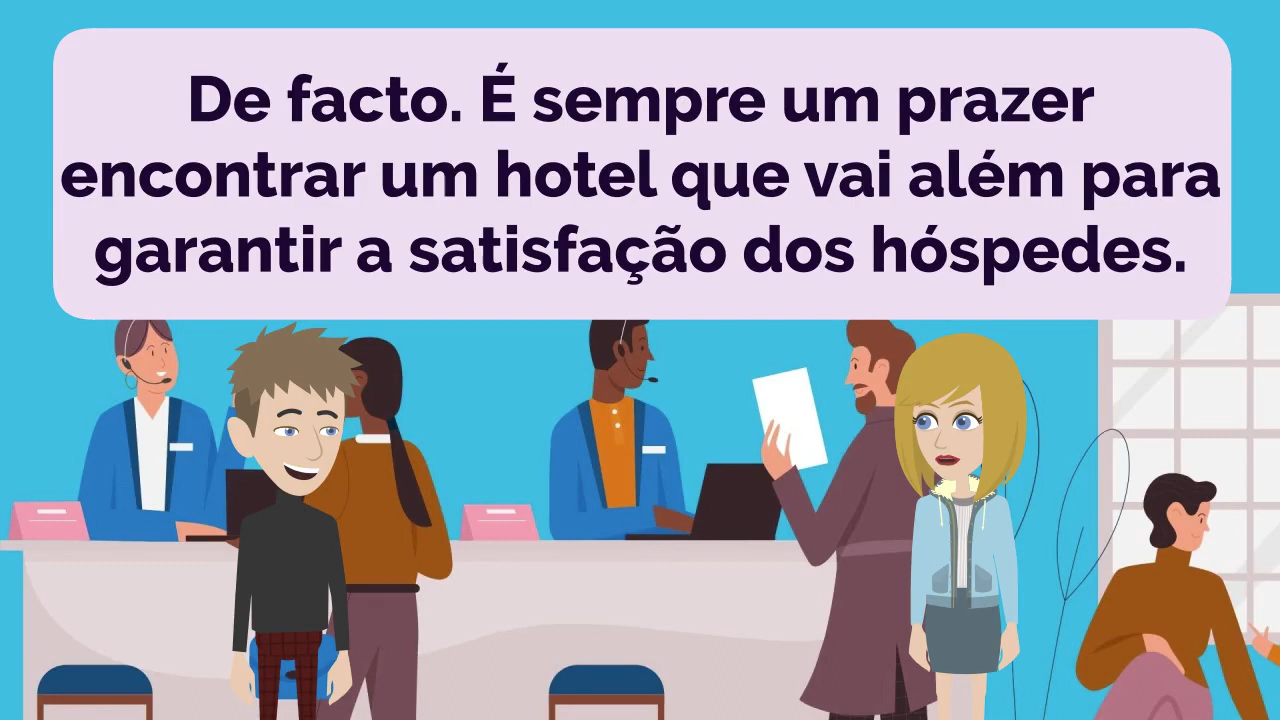 De facto. É sempre um prazer
encontrar um hotel que vai além para
garantir a satisfação dos hóspedes.